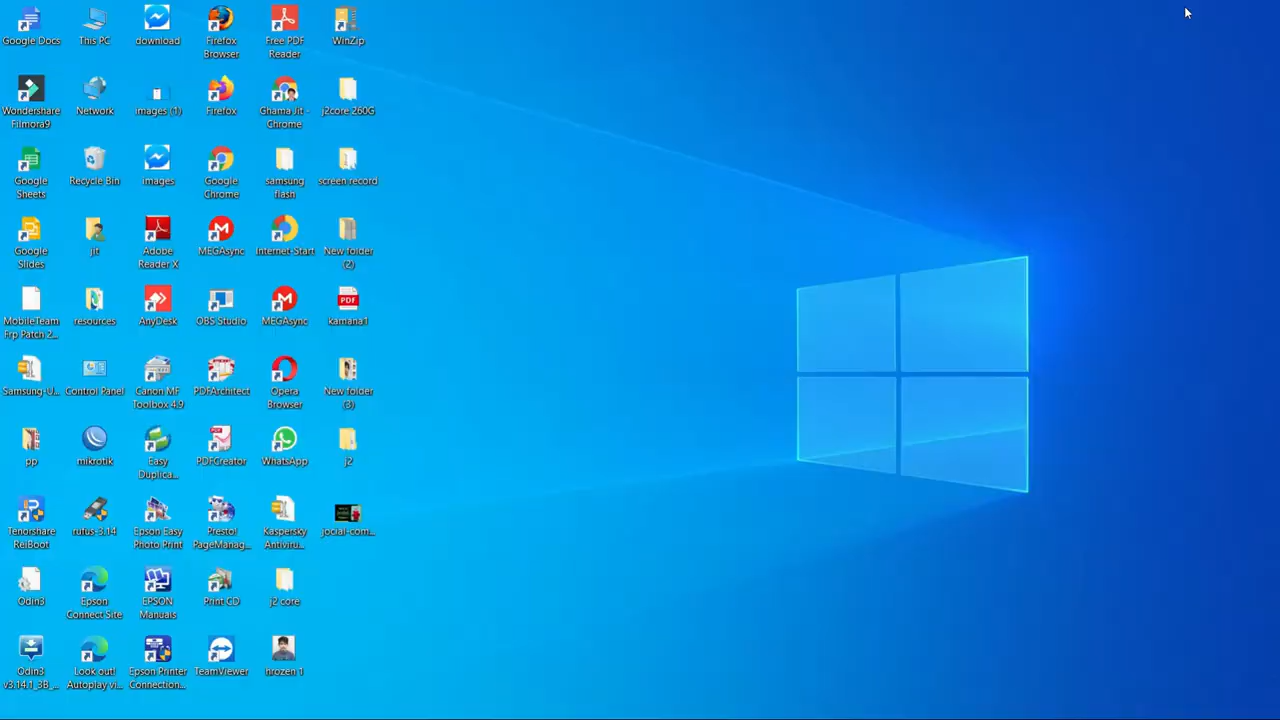 Google Docs
This PC
download
Firefox
Browser
Free PDF
Reader
WinZip
Wondershare
Filmora9
Network
images (1)
Firefox
Ghama Jit -
Chrome
j2core 260G
Google
Sheets
Recycle Bin
images
Google
Chrome
samsung
flash
screen record
Google
Slides
jit
Adobe
Reader X
MEGAsync
Internet Start
New folder
(2)
MobileTeam
Frp Patch 2...
resources
AnyDesk
OBS Studio
MEGAsync
PDF
kamana1
Samsung-U...
Control Panel
Canon MF
Toolbox 4.9
PDFArchitect
Opera
Browser
New folder
(3)
pp
mikrotik
Easy
Duplica...
PDFCreator
WhatsApp
j2
Tenorshare
ReiBoot
rufus-3.14
Epson Easy
Photo Print
Presto!
PageManag...
Kaspersky
Antiviru...
jocial-com...
Odin3
Epson
Connect Site
EPSON
Manuals
Print CD
j2 core
Odin3
v3.14.1_3B_...
Look out!
Autoplay vi...
Epson Printer
Connection...
TeamViewer
hrozen 1